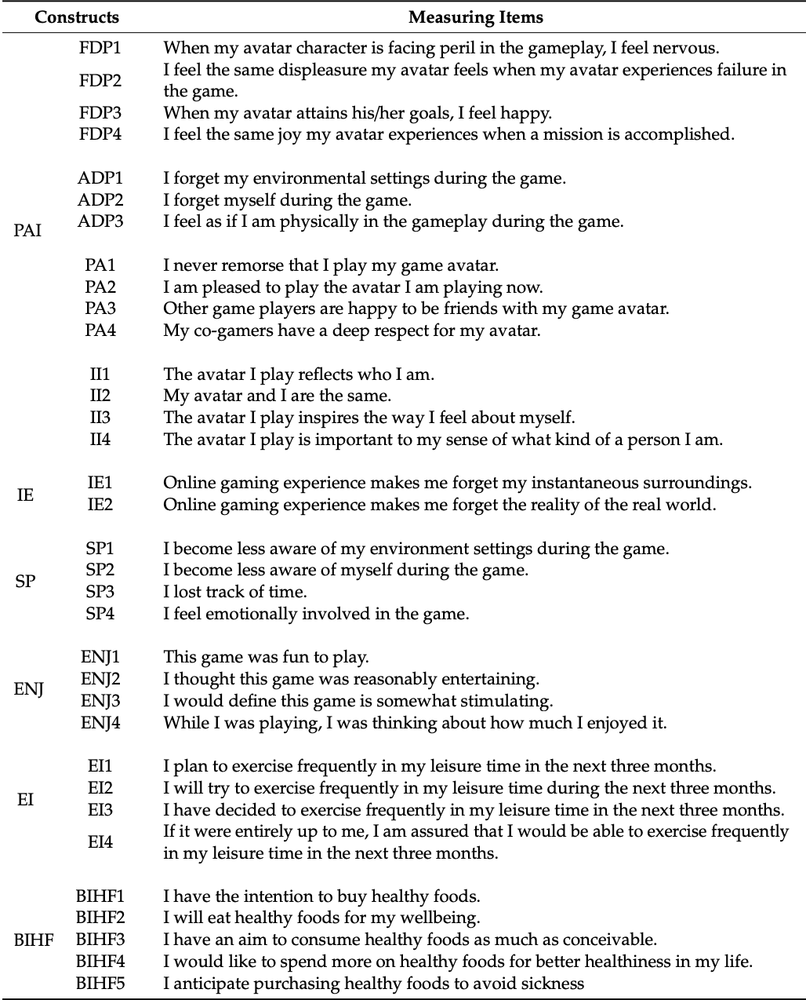 Constructs Measuring Items
FDP1 When my avatar character is facing peril in the gameplay, I feel nervous.
FDP2 I feel the same displeasure my avatar feels when my avatar experiences failure in
the game.
FDP3 When my avatar attains his/her goals, I feel happy.
FDP4 I feel the same joy my avatar experiences when a mission is accomplished.
ADP1 I forget my environmental settings during the game.
ADP2 I forget myself during the game.
ADP3 I feel as if I am physically in the gameplay during the game.
PAI
PA1 I never remorse that I play my game avatar.
PA2 I am pleased to play the avatar I am playing now.
PA3 Other game players are happy to be friends with my game avatar.
PA4 My co-gamers have a deep respect for my avatar.
II1 The avatar I play reflects who I am.
II2 My avatar and I are the same.
II3 The avatar I play inspires the way I feel about myself.
II4 The avatar I play is important to my sense of what kind of a person I am.
IE
IE1 Online gaming experience makes me forget my instantaneous surroundings.
IE2 Online gaming experience makes me forget the reality of the real world.
SP
SP1 I become less aware of my environment settings during the game.
SP2 I become less aware of myself during the game.
SP3 I lost track of time.
SP4 I feel emotionally involved in the game.
ENJ
ENJ1 This game was fun to play.
ENJ2 I thought this game was reasonably entertaining.
ENJ3 I would define this game is somewhat stimulating.
ENJ4 While I was playing, I was thinking about how much I enjoyed it.
EI
EI1 I plan to exercise frequently in my leisure time in the next three months.
EI2 I will try to exercise frequently in my leisure time during the next three months.
EI3 I have decided to exercise frequently in my leisure time in the next three months.
EI4 If it were entirely up to me, I am assured that I would be able to exercise frequently
in my leisure time in the next three months.
BIHF
BIHF1 I have the intention to buy healthy foods.
BIHF2 I will eat healthy foods for my wellbeing.
BIHF3 I have an aim to consume healthy foods as much as conceivable.
BIHF4 I would like to spend more on healthy foods for better healthiness in my life.
BIHF5 I anticipate purchasing healthy foods to avoid sickness